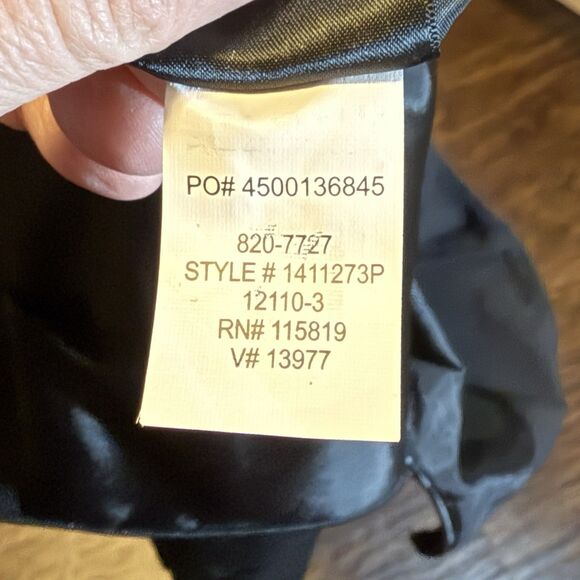 PO# 4500136845
820-7727
STYLE # 1411273P
12110-3
RN# 115819
V# 13977